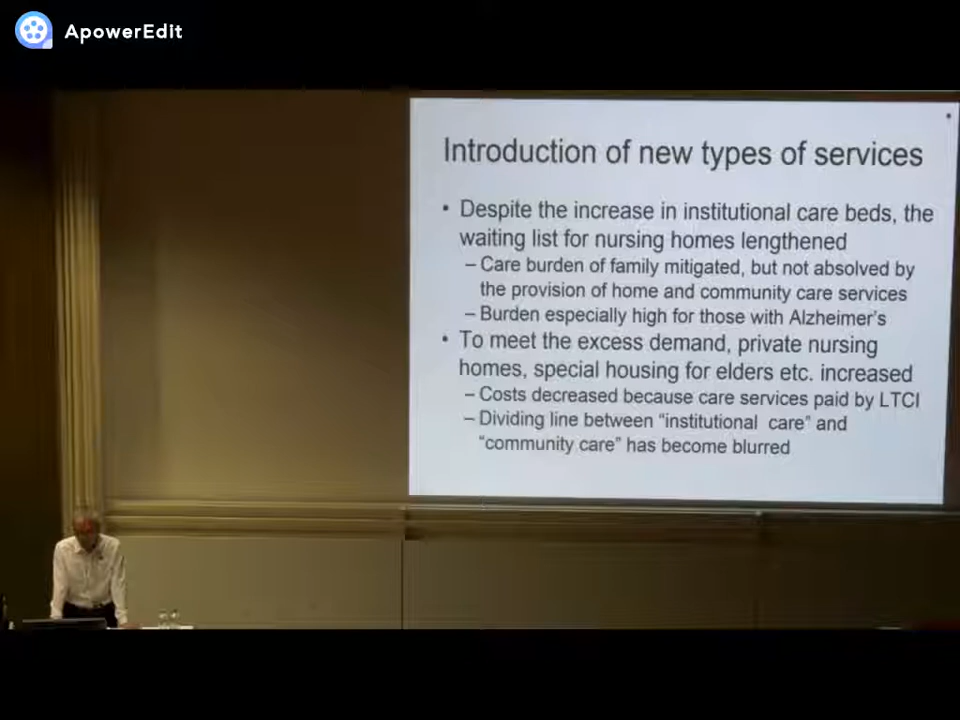 ApowerEdit
Introduction of new types of services
• Despite the increase in institutional care beds, the
waiting list for nursing homes lengthened
– Care burden of family mitigated, but not absolved by
the provision of home and community care services
– Burden especially high for those with Alzheimer's
• To meet the excess demand, private nursing
homes, special housing for elders etc. increased
– Costs decreased because care services paid by LTCI
– Dividing line between “institutional care” and
“community care” has become blurred